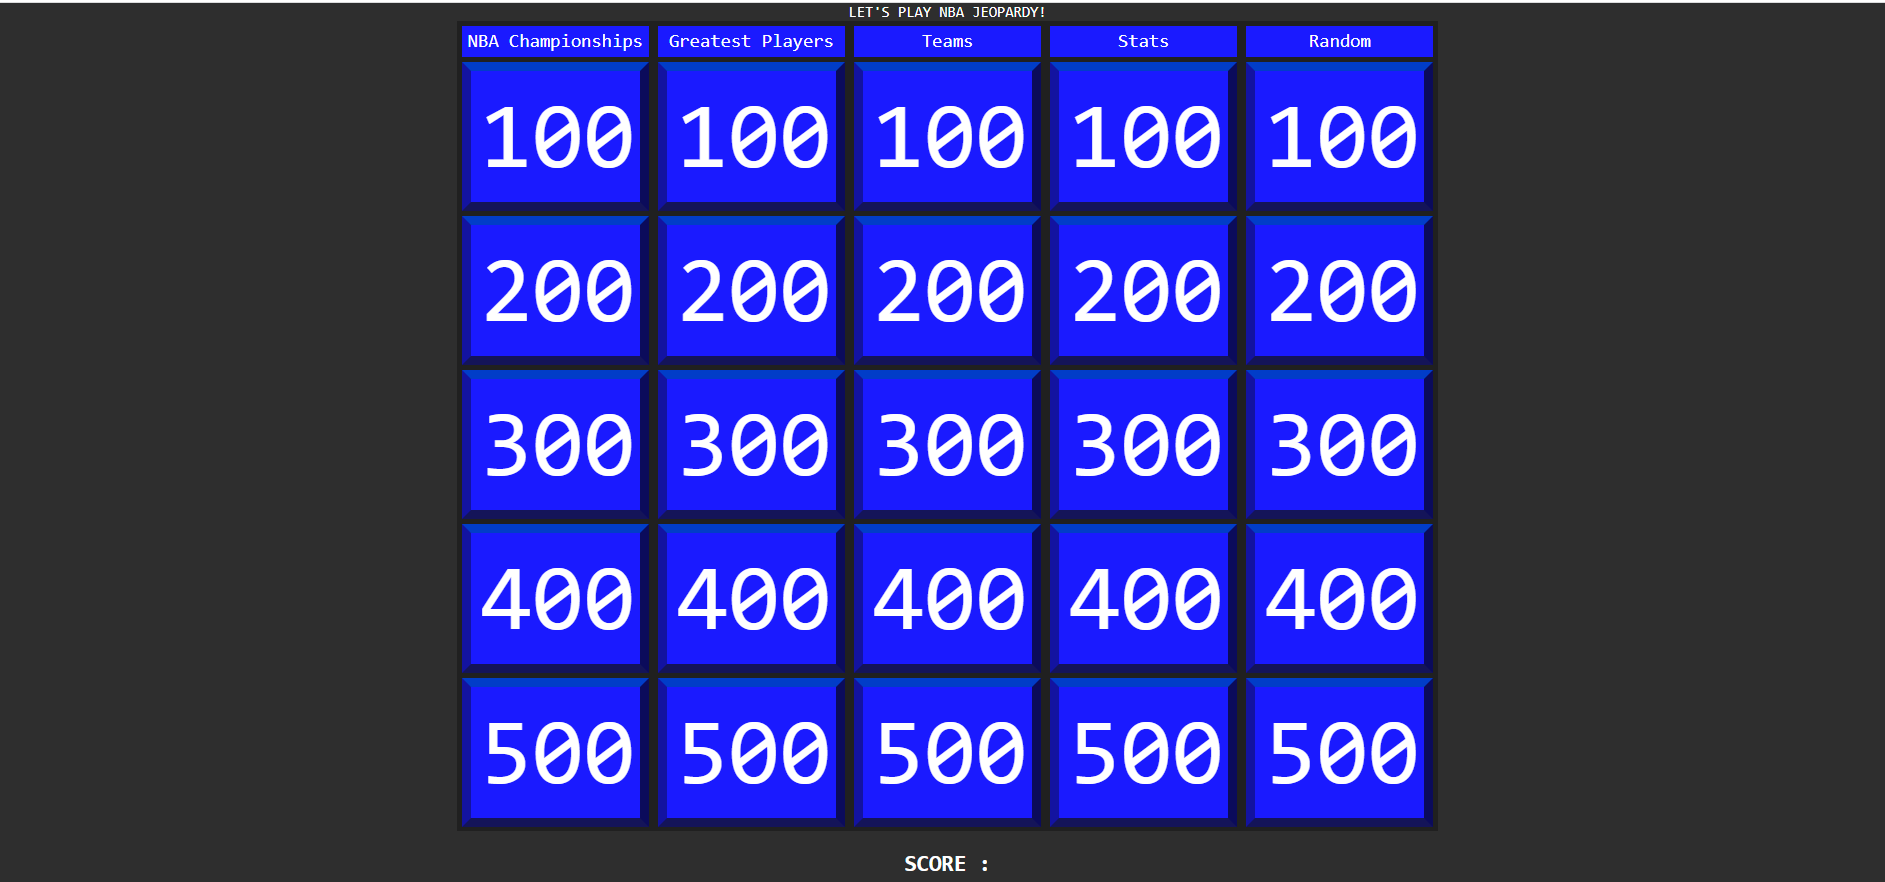 LET'S PLAY NBA JEOPARDY!
NBA Championships Greatest Players Teams Stats Random
100 100 100 100 100
200 200 200 200 200
300 300 300 300 300
400 400 400 400 400
500 500 500 500 500
SCORE :